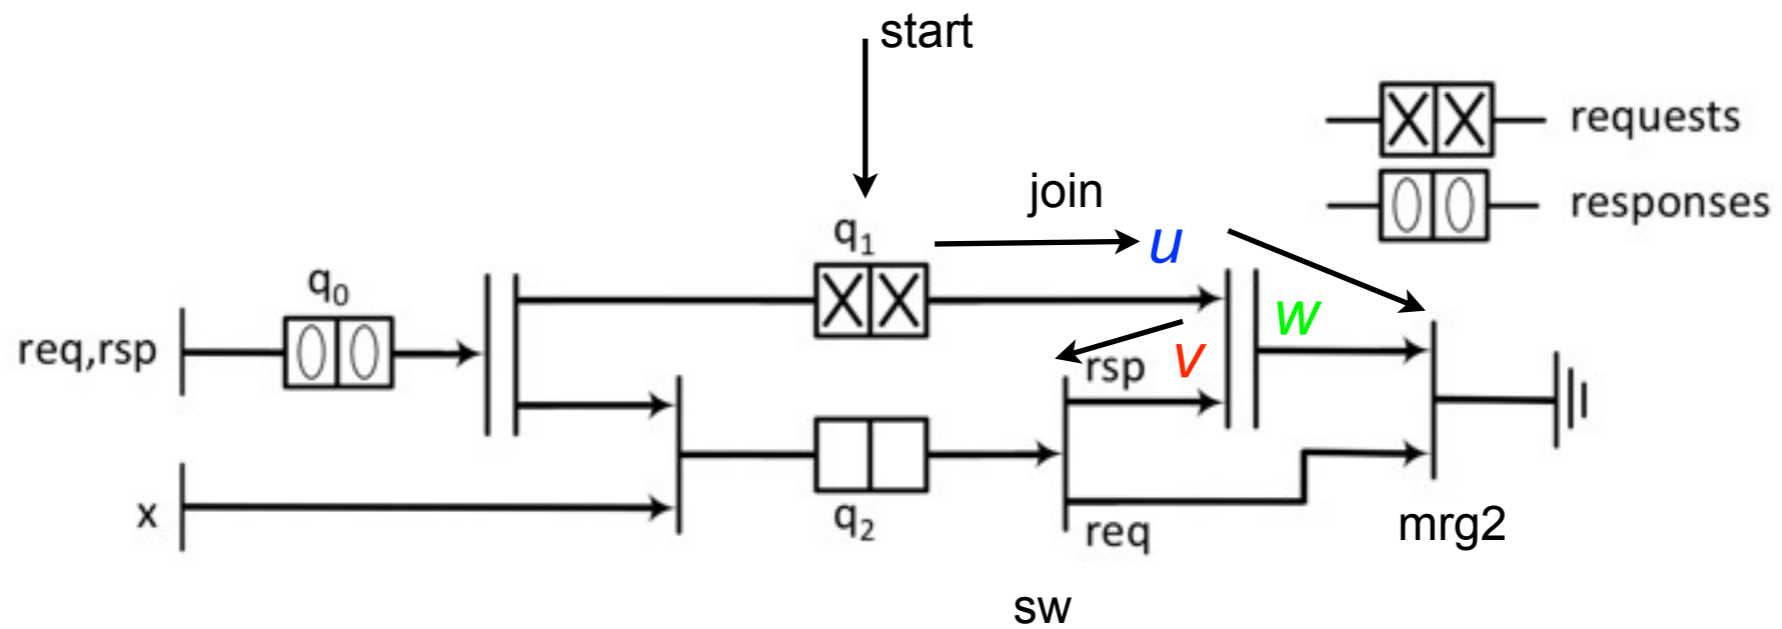 start
requests
join
responses
q1
u
q0
w
req,rsp
rsp
v
x
q2
req
mrg2
sw